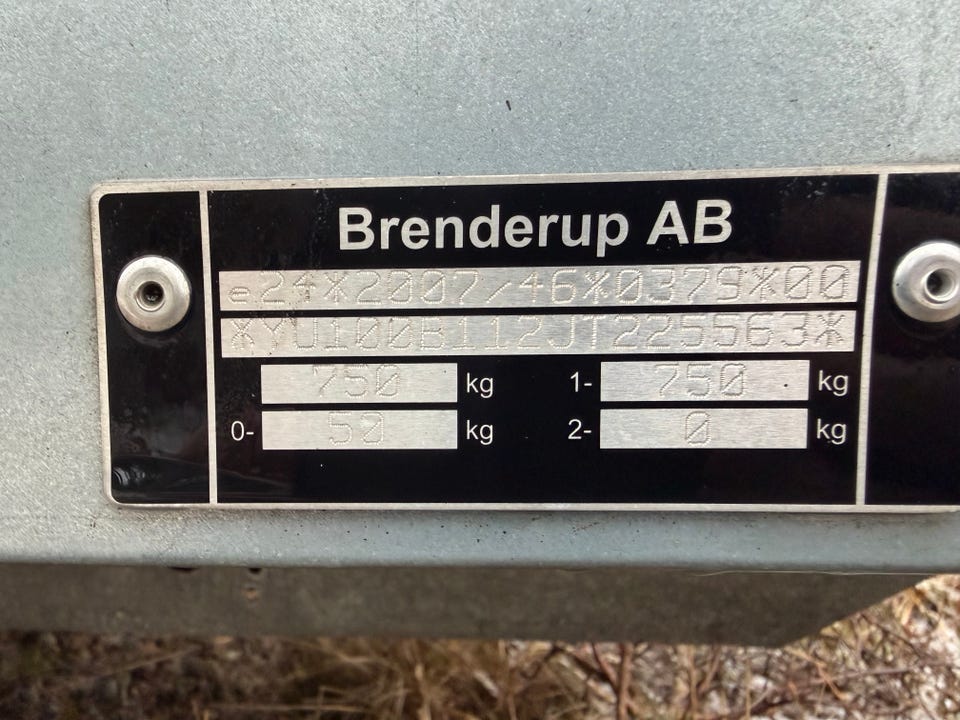 Brenderup AB
e24*2007/46*0379*00
*YU100B112JT225563*
750 kg 1- 750 kg
0- 50 kg 2- 0 kg